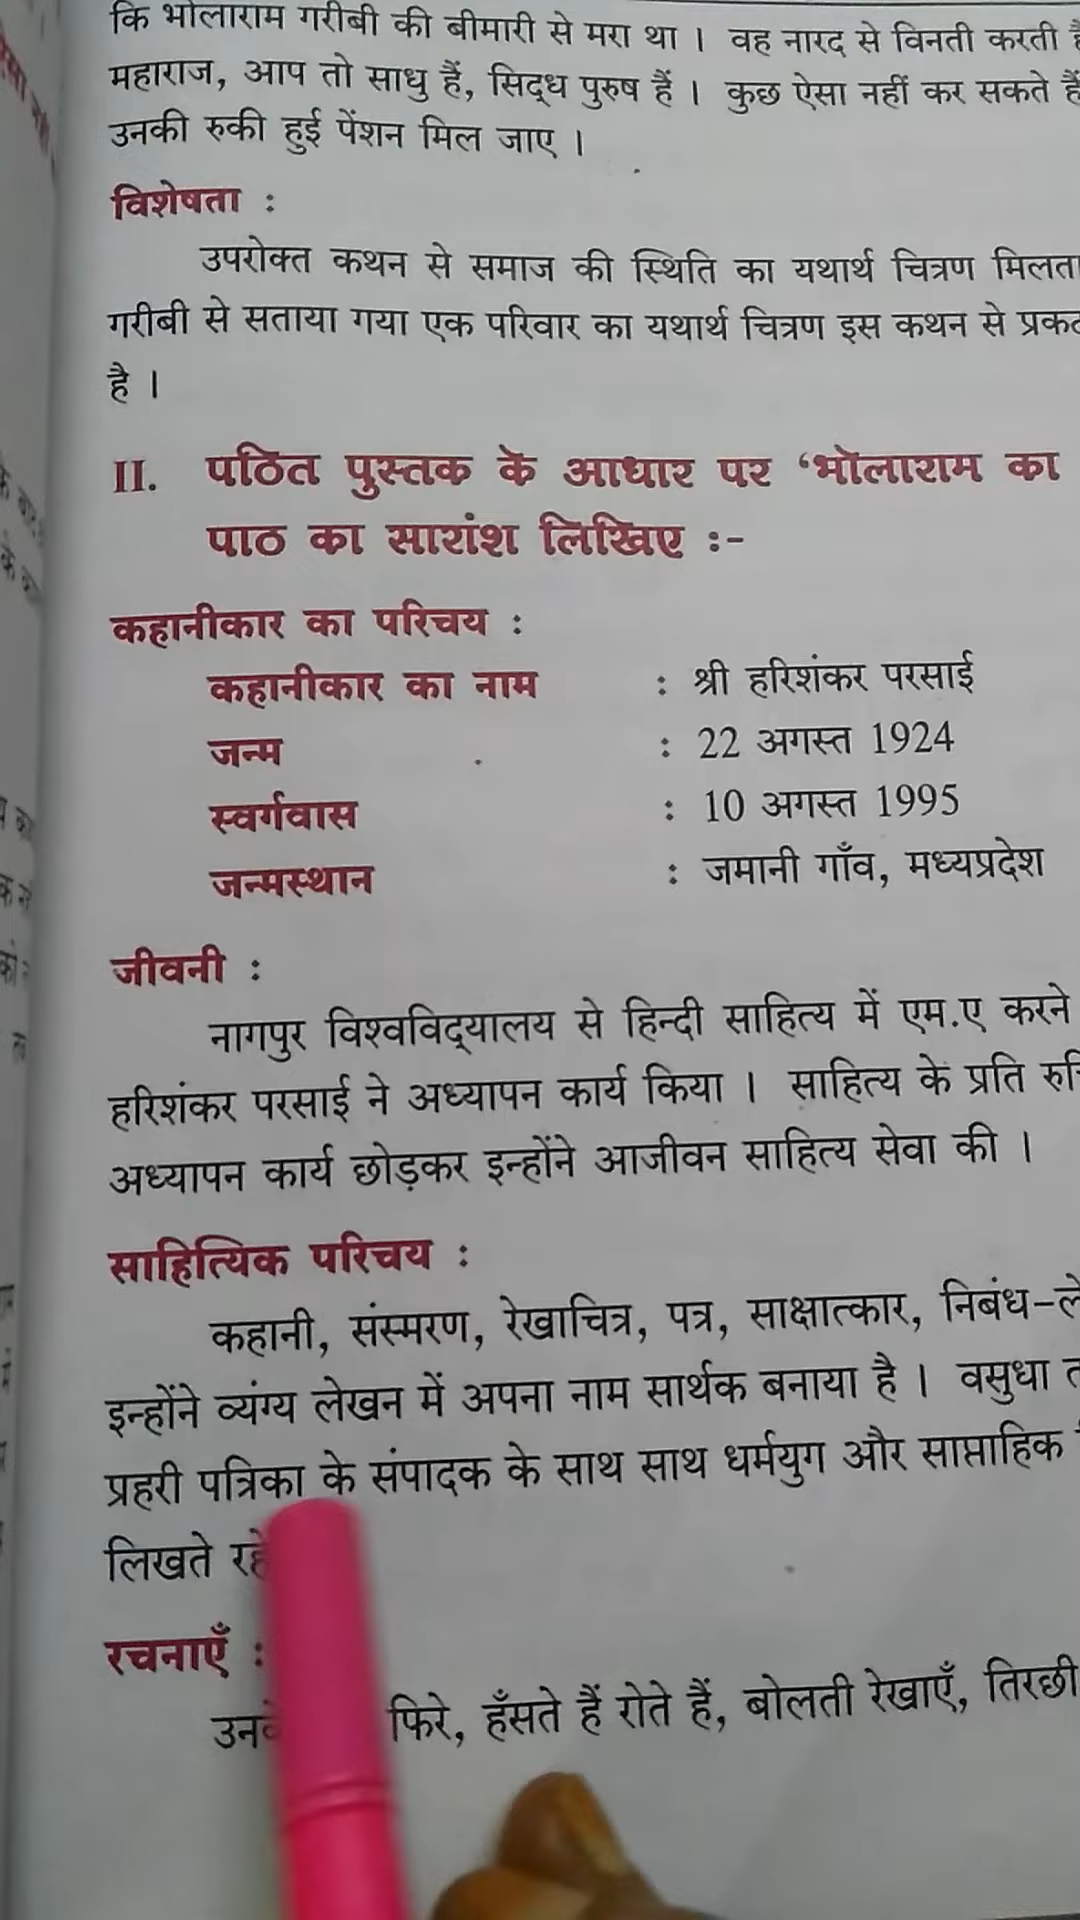 कि भोलाराम गरीबी की बीमारी से मरा था । वह नारद से विनती करती
महाराज, आप तो साधु हैं, सिद्ध पुरुष हैं । कुछ ऐसा नहीं कर सकते हैं
उनकी रुकी हुई पेंशन मिल जाए ।
विशेषता :
उपरोक्त कथन से समाज की स्थिति का यथार्थ चित्रण मिलता
गरीबी से सताया गया एक परिवार का यथार्थ चित्रण इस कथन से
है ।
II. पठित पुस्तक के आधार पर ‘भोलाराम का
पाठ का सारांश लिखिए :-
कहानीकार का परिचय :
कहानीकार का नाम : श्री हरिशंकर परसाई
जन्म : 22 अगस्त 1924
स्वर्गवास : 10 अगस्त 1995
जन्मस्थान : जमानी गाँव, मध्यप्रदेश
जीवनी :
नागपुर विश्वविद्यालय से हिन्दी साहित्य में एम.ए करने
हरिशंकर परसाई ने अध्यापन कार्य किया । साहित्य के प्रति
अध्यापन कार्य छोड़कर इन्होंने आजीवन साहित्य सेवा की ।
साहित्यिक परिचय :
कहानी, संस्मरण, रेखाचित्र, पत्र, साक्षात्कार, निबंध-
इन्होंने व्यंग्य लेखन में अपना नाम सार्थक बनाया है । वसुधा
प्रहरी पत्रिका के संपादक के साथ साथ धर्मयुग और साप्ताहिक
लिखते
रचनाएँ :
फिरे, हँसते हैं रोते हैं, बोलती रेखाएँ, तिरछी